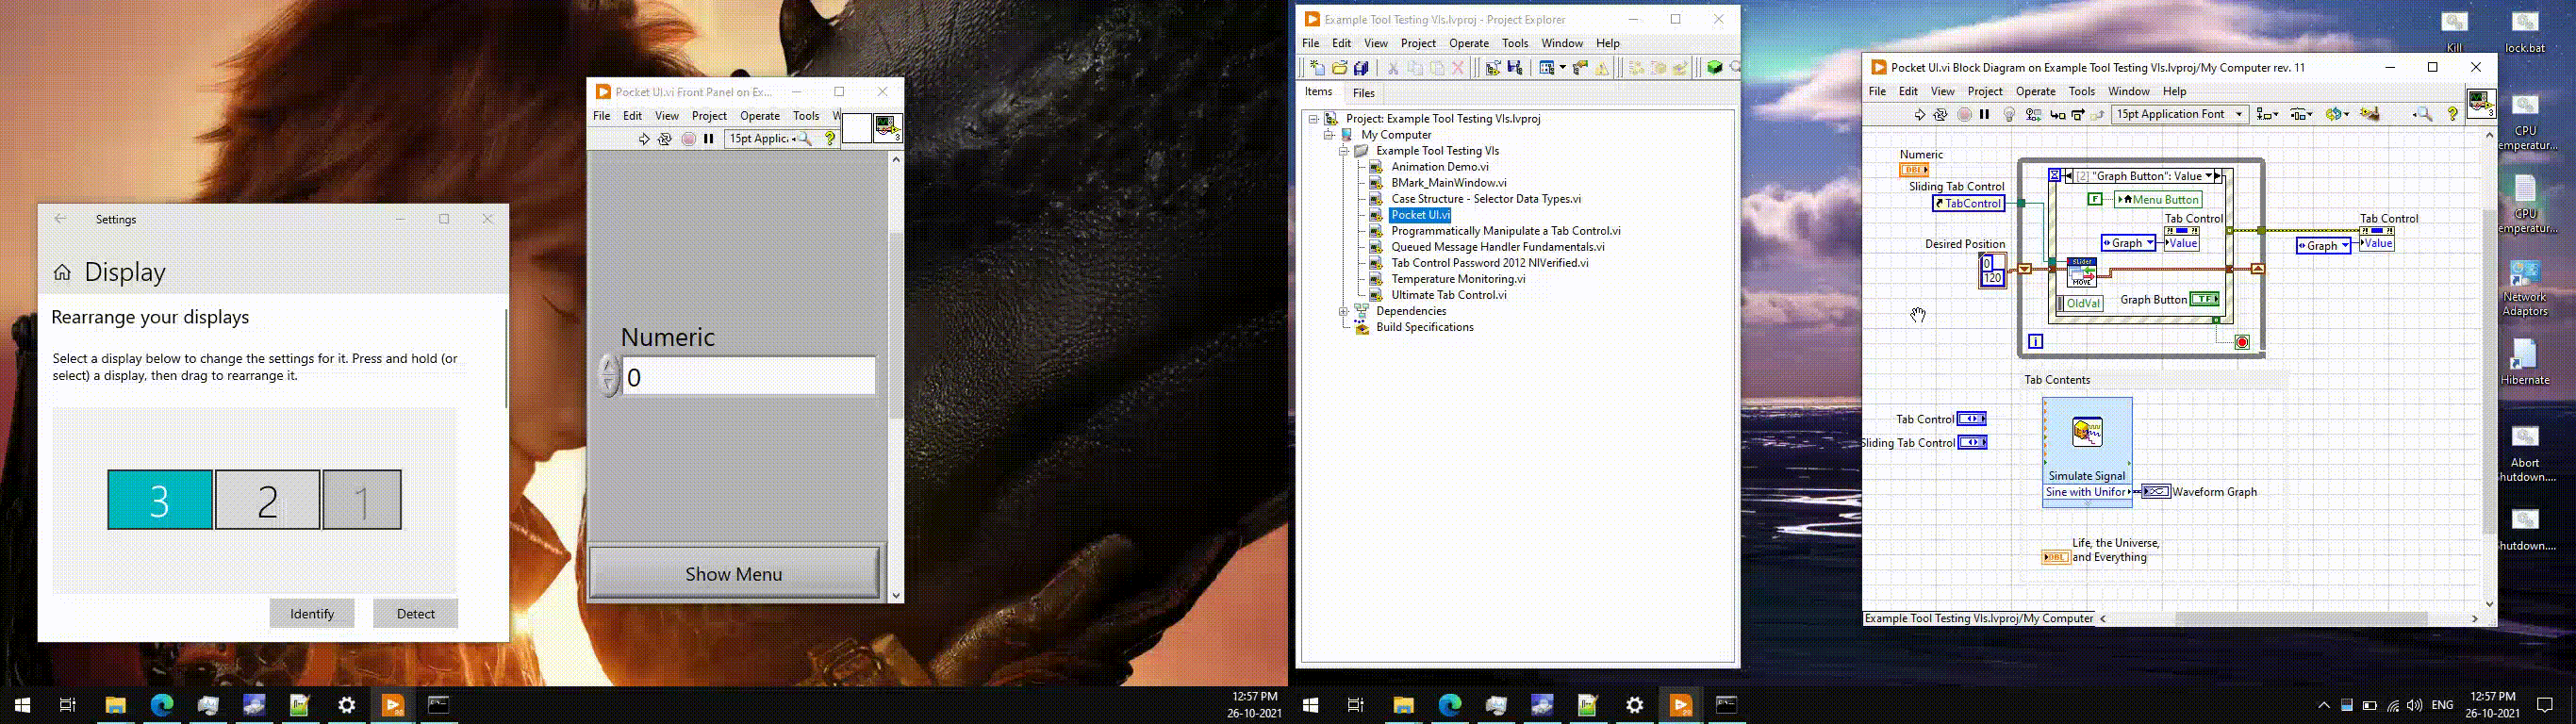 Settings
Display
Rearrange your displays
Select a display below to change the settings for it. Press and hold (or
select) a display, then drag to rearrange it.
3
2
1
Identify
Detect
Pocket UI.vi Front Panel on Ex...
File Edit View Project Operate Tools W
15pt Applic
3
Numeric
0
Show Menu
12:57 PM
26-10-2021
Example Tool Testing VIs.lvproj - Project Explorer
File Edit View Project Operate Tools Window Help
Items
Files
Project: Example Tool Testing VIs.lvproj
My Computer
Example Tool Testing VIs
Animation Demo.vi
BMark_MainWindow.vi
Case Structure - Selector Data Types.vi
Pocket UI.vi
Programmatically Manipulate a Tab Control.vi
Queued Message Handler Fundamentals.vi
Tab Control Password 2012 NIVerified.vi
Temperature Monitoring.vi
Ultimate Tab Control.vi
Dependencies
Build Specifications
Pocket UI.vi Block Diagram on Example Tool Testing VIs.lvproj/My Computer rev. 11
File Edit View Project Operate Tools Window Help
15pt Application Font
3
Numeric
DBL
Sliding Tab Control
TabControl
Desired Position
0
120
[2] "Graph Button": Value
F
Menu Button
Tab Control
Graph
Value
Slider
MOVE
OldVal
Graph Button
TF
i
Tab Control
Graph
Value
Tab Contents
Tab Control
Sliding Tab Control
Simulate Signal
Sine with Unifor
Waveform Graph
Life, the Universe,
and Everything
DBL
Example Tool Testing VIs.lvproj/My Computer
Kill
lock.bat
CPU
emperatur...
CPU
emperatur...
Network
Adaptors
Hibernate
Abort
Shutdown....
Shutdown....
ENG
12:57 PM
26-10-2021